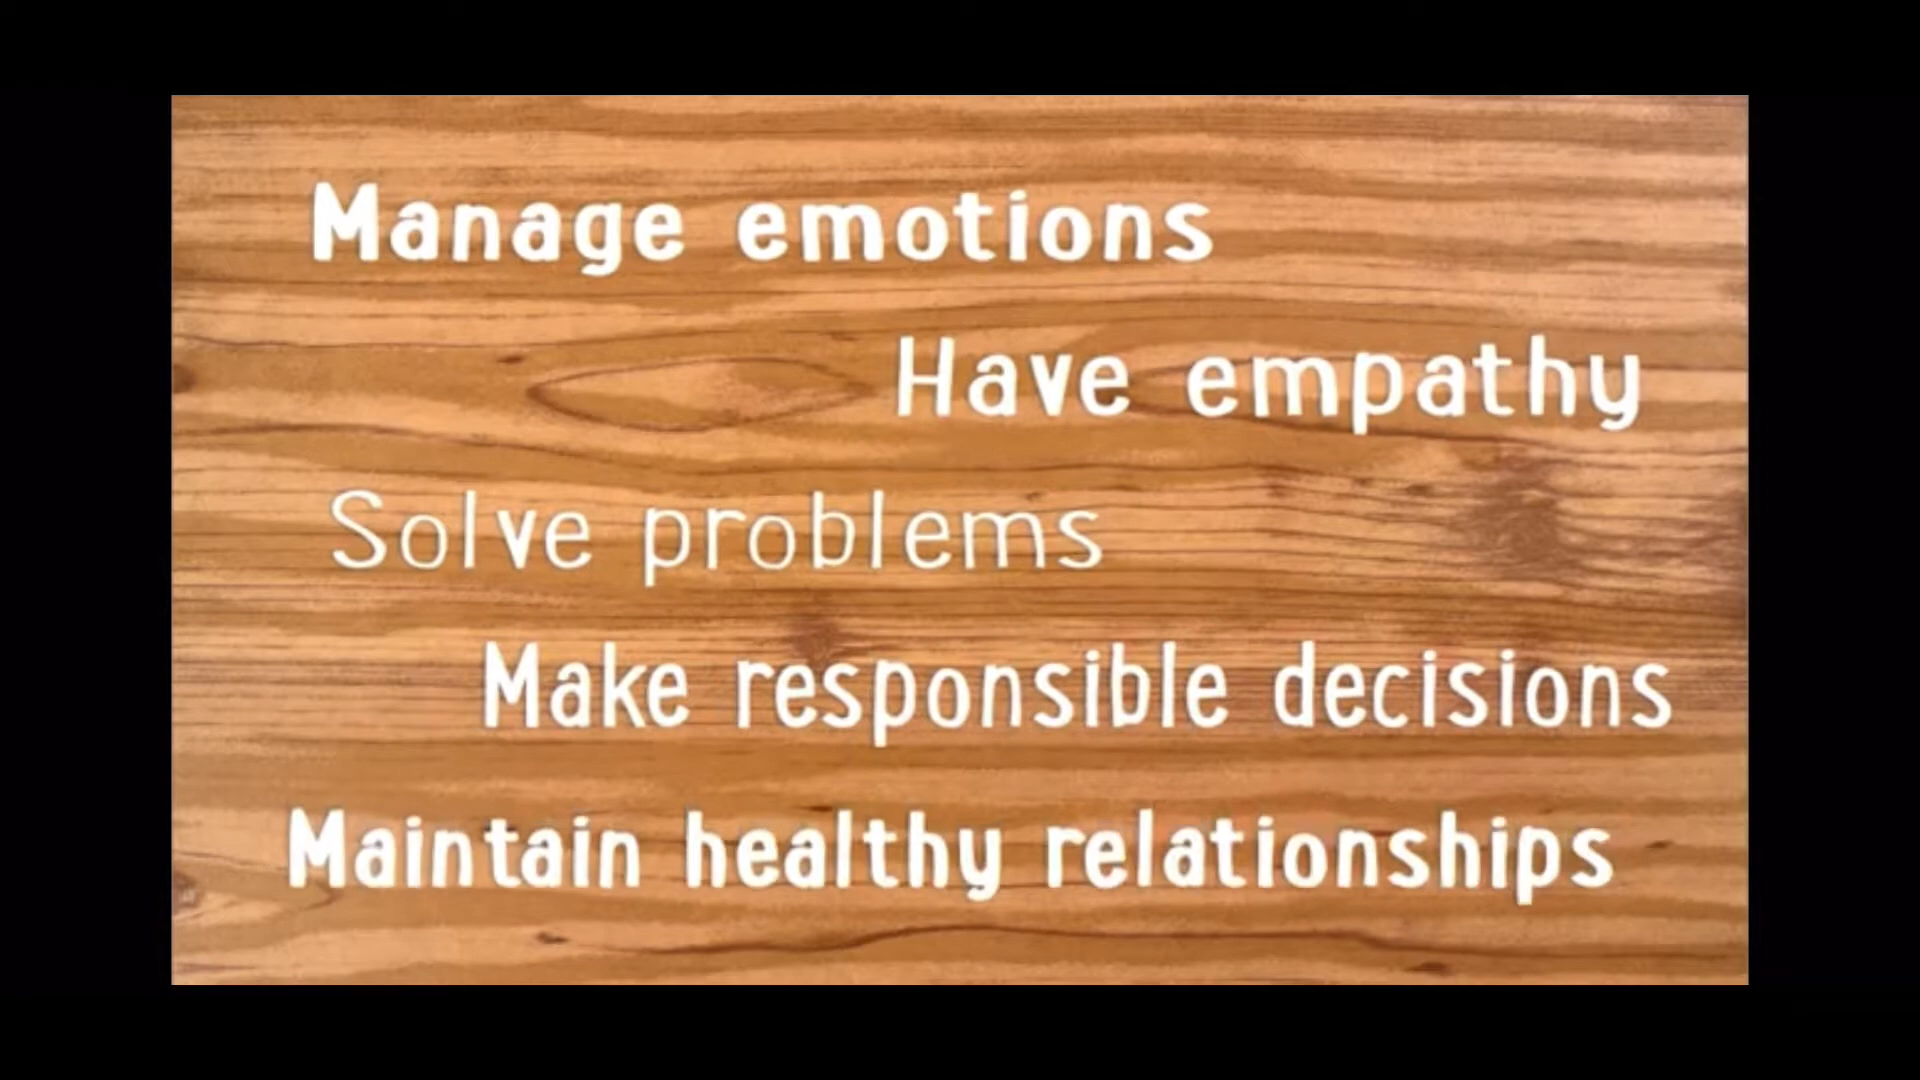 Manage emotions
Have empathy
Solve problems
Make responsible decisions
Maintain healthy relationships